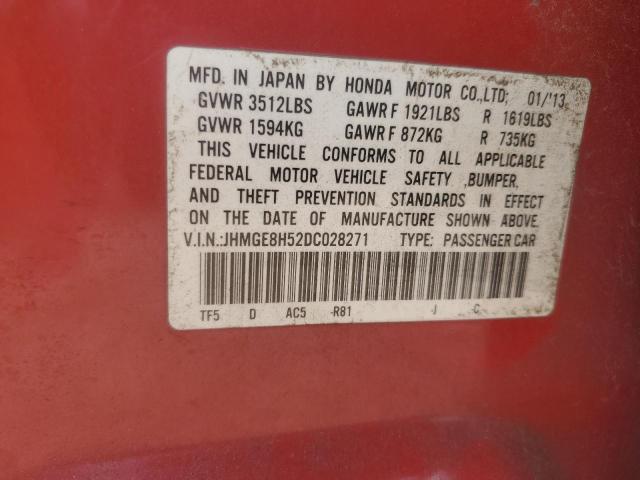 MFD. IN JAPAN BY HONDA MOTOR CO.,LTD; 01/'13
GVWR 3512LBS GAWR F 1921LBS R 1619LBS
GVWR 1594KG GAWR F 872KG R 735KG
THIS VEHICLE CONFORMS TO ALL APPLICABLE
FEDERAL MOTOR VEHICLE SAFETY ,BUMPER,
AND THEFT PREVENTION STANDARDS IN EFFECT
ON THE DATE OF MANUFACTURE SHOWN ABOVE.
V.I.N.:JHMGE8H52DC028271 TYPE: PASSENGER CAR
TF5 D AC5 -R81 -J C